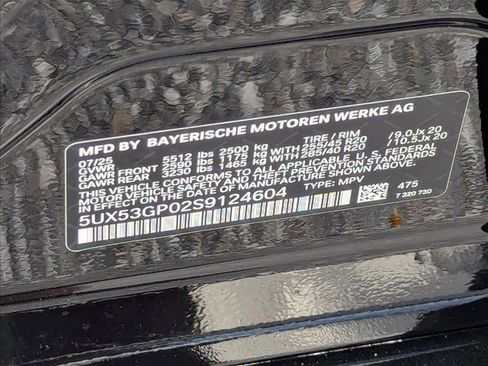 MFD BY BAYERISCHE MOTOREN WERKE AG
07/25 TIRE / RIM
GVWR 5512 lbs 2500 kg
GAWR FRONT 2590 lbs 1175 kg WITH 255/45 R20 / 9.0Jx 20
GAWR REAR 3230 lbs 1465 kg WITH 285/40 R20 / 10.5Jx 20
THIS VEHICLE CONFORMS TO ALL APPLICABLE U.S. FEDERAL
MOTOR VEHICLE SAFETY AND THEFT PREVENTION STANDARDS
IN EFFECT ON THE DATE OF MANUFACTURE SHOWN ABOVE.
5UX53GP02S9124604 TYPE: MPV 475
7 320 730